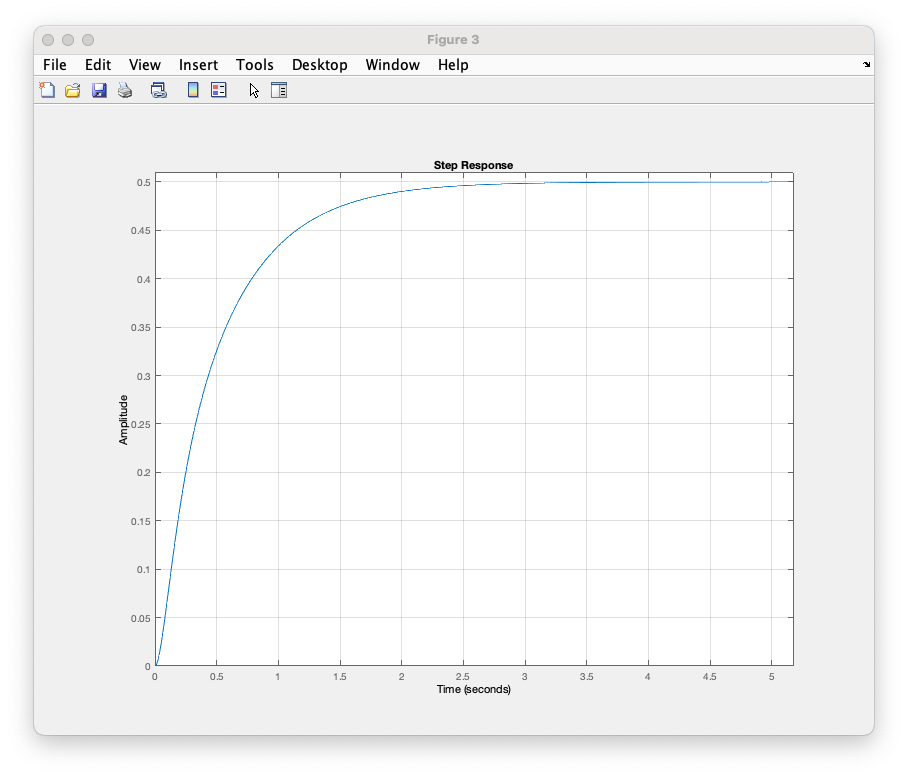 Figure 3
File Edit View Insert Tools Desktop Window Help
Step Response
0.5
0.45
0.4
0.35
0.3
0.25
0.2
0.15
0.1
0.05
0
Amplitude
0 0.5 1 1.5 2 2.5 3 3.5 4 4.5 5
Time (seconds)